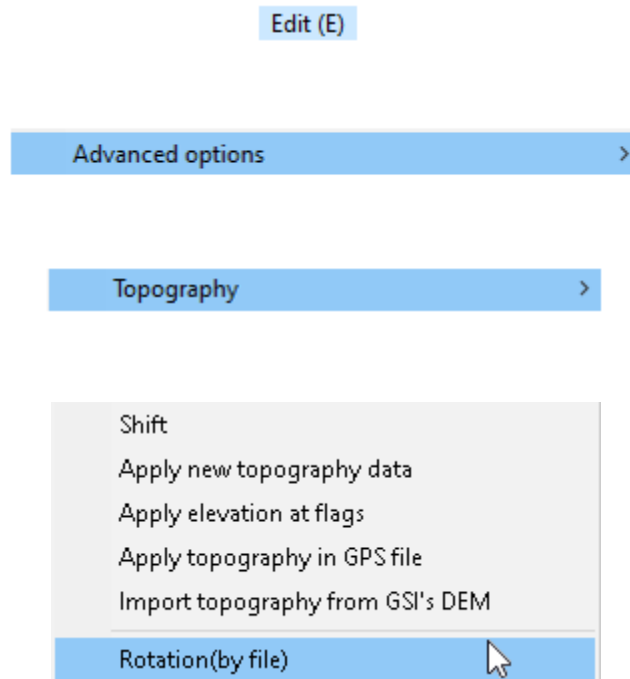 Edit (E)
Advanced options
Topography
Shift
Apply new topography data
Apply elevation at flags
Apply topography in GPS file
Import topography from GSI's DEM
Rotation(by file)